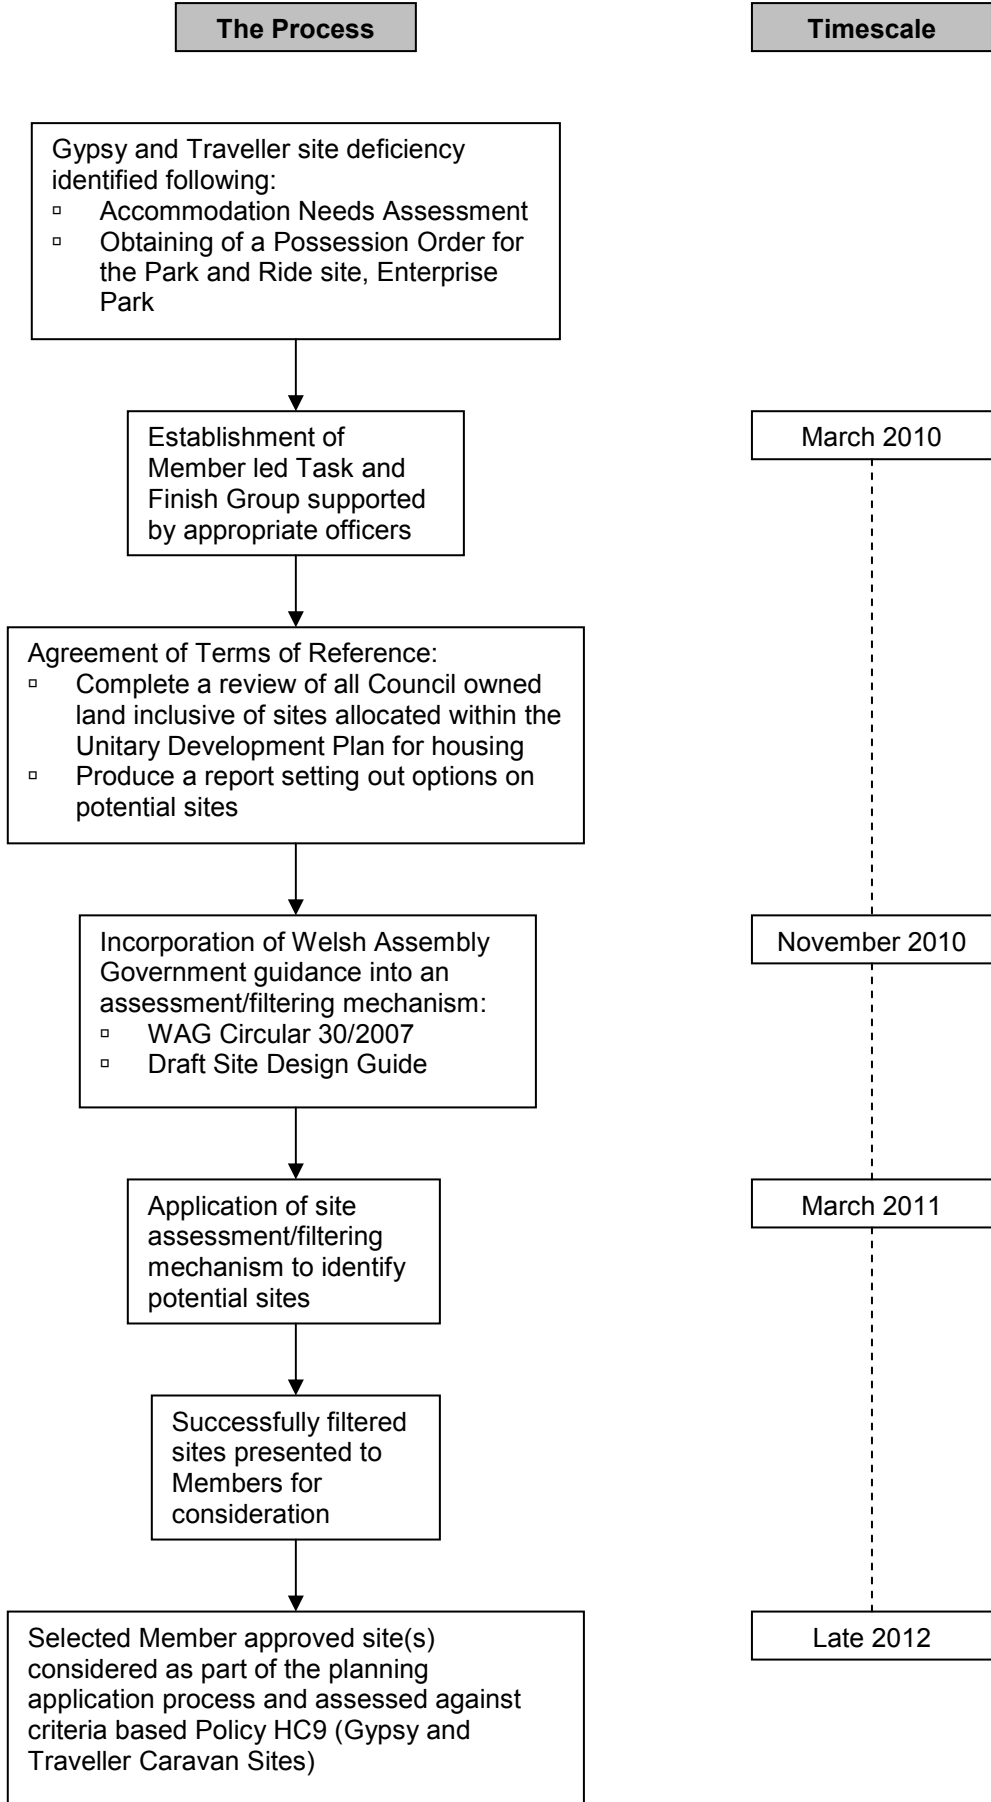 The Process
Timescale
Gypsy and Traveller site deficiency
identified following:
▫ Accommodation Needs Assessment
▫ Obtaining of a Possession Order for
the Park and Ride site, Enterprise
Park
Establishment of
Member led Task and
Finish Group supported
by appropriate officers
March 2010
Agreement of Terms of Reference:
▫ Complete a review of all Council owned
land inclusive of sites allocated within the
Unitary Development Plan for housing
▫ Produce a report setting out options on
potential sites
Incorporation of Welsh Assembly
Government guidance into an
assessment/filtering mechanism:
▫ WAG Circular 30/2007
▫ Draft Site Design Guide
November 2010
Application of site
assessment/filtering
mechanism to identify
potential sites
March 2011
Successfully filtered
sites presented to
Members for
consideration
Selected Member approved site(s)
considered as part of the planning
application process and assessed against
criteria based Policy HC9 (Gypsy and
Traveller Caravan Sites)
Late 2012